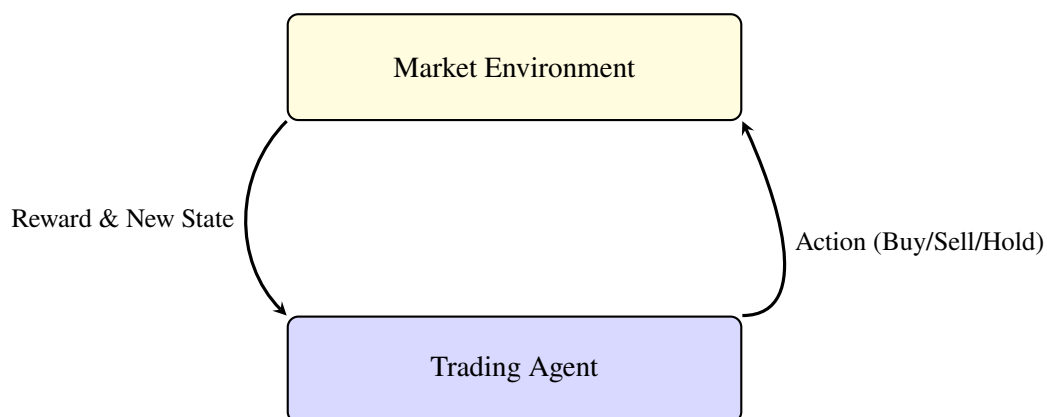 Market Environment
Reward & New State
Action (Buy/Sell/Hold)
Trading Agent